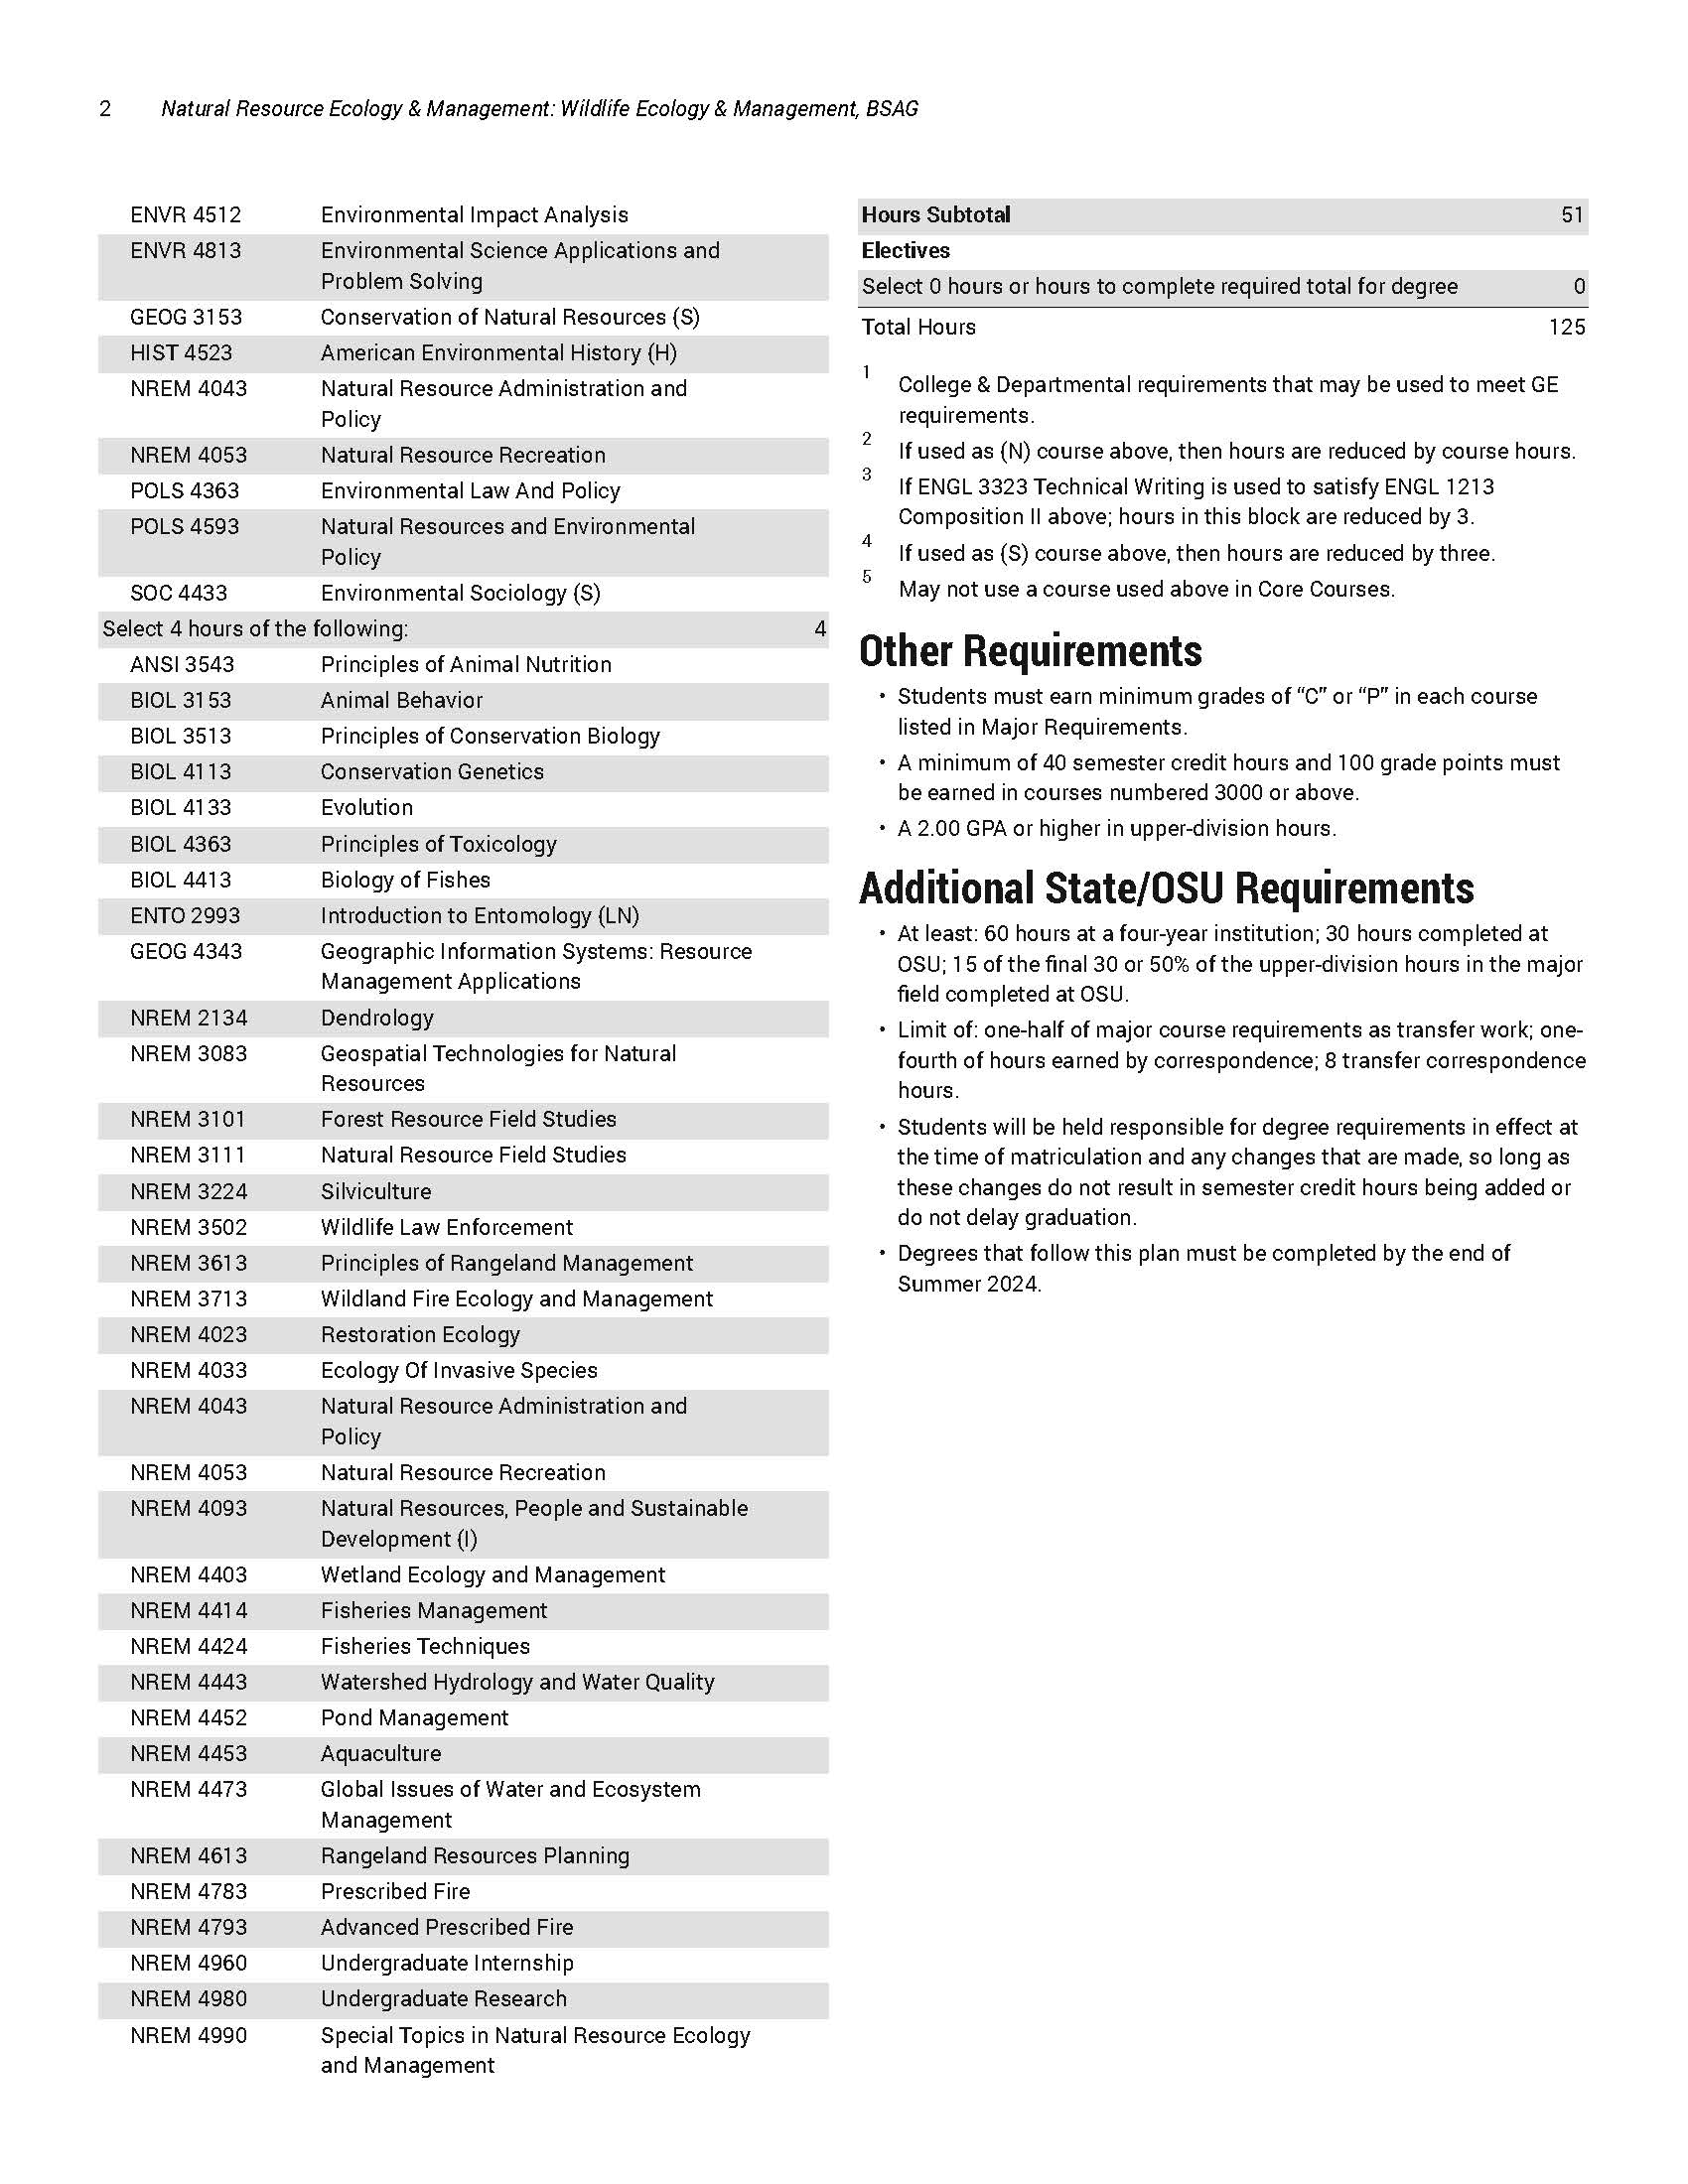 2 Natural Resource Ecology & Management: Wildlife Ecology & Management, BSAG
ENVR 4512 Environmental Impact Analysis
ENVR 4813 Environmental Science Applications and
Problem Solving
GEOG 3153 Conservation of Natural Resources (S)
HIST 4523 American Environmental History (H)
NREM 4043 Natural Resource Administration and
Policy
NREM 4053 Natural Resource Recreation
POLS 4363 Environmental Law And Policy
POLS 4593 Natural Resources and Environmental
Policy
SOC 4433 Environmental Sociology (S)
Select 4 hours of the following: 4
ANSI 3543 Principles of Animal Nutrition
BIOL 3153 Animal Behavior
BIOL 3513 Principles of Conservation Biology
BIOL 4113 Conservation Genetics
BIOL 4133 Evolution
BIOL 4363 Principles of Toxicology
BIOL 4413 Biology of Fishes
ENTO 2993 Introduction to Entomology (LN)
GEOG 4343 Geographic Information Systems: Resource
Management Applications
NREM 2134 Dendrology
NREM 3083 Geospatial Technologies for Natural
Resources
NREM 3101 Forest Resource Field Studies
NREM 3111 Natural Resource Field Studies
NREM 3224 Silviculture
NREM 3502 Wildlife Law Enforcement
NREM 3613 Principles of Rangeland Management
NREM 3713 Wildland Fire Ecology and Management
NREM 4023 Restoration Ecology
NREM 4033 Ecology Of Invasive Species
NREM 4043 Natural Resource Administration and
Policy
NREM 4053 Natural Resource Recreation
NREM 4093 Natural Resources, People and Sustainable
Development (I)
NREM 4403 Wetland Ecology and Management
NREM 4414 Fisheries Management
NREM 4424 Fisheries Techniques
NREM 4443 Watershed Hydrology and Water Quality
NREM 4452 Pond Management
NREM 4453 Aquaculture
NREM 4473 Global Issues of Water and Ecosystem
Management
NREM 4613 Rangeland Resources Planning
NREM 4783 Prescribed Fire
NREM 4793 Advanced Prescribed Fire
NREM 4960 Undergraduate Internship
NREM 4980 Undergraduate Research
NREM 4990 Special Topics in Natural Resource Ecology
and Management
Hours Subtotal 51
Electives
Select 0 hours or hours to complete required total for degree 0
Total Hours 125
1 College & Departmental requirements that may be used to meet GE
requirements.
2 If used as (N) course above, then hours are reduced by course hours.
3 If ENGL 3323 Technical Writing is used to satisfy ENGL 1213
Composition II above; hours in this block are reduced by 3.
4 If used as (S) course above, then hours are reduced by three.
5 May not use a course used above in Core Courses.
Other Requirements
• Students must earn minimum grades of “C” or “P” in each course
listed in Major Requirements.
• A minimum of 40 semester credit hours and 100 grade points must
be earned in courses numbered 3000 or above.
• A 2.00 GPA or higher in upper-division hours.
Additional State/OSU Requirements
• At least: 60 hours at a four-year institution; 30 hours completed at
OSU; 15 of the final 30 or 50% of the upper-division hours in the major
field completed at OSU.
• Limit of: one-half of major course requirements as transfer work; one-
fourth of hours earned by correspondence; 8 transfer correspondence
hours.
• Students will be held responsible for degree requirements in effect at
the time of matriculation and any changes that are made, so long as
these changes do not result in semester credit hours being added or
do not delay graduation.
• Degrees that follow this plan must be completed by the end of
Summer 2024.